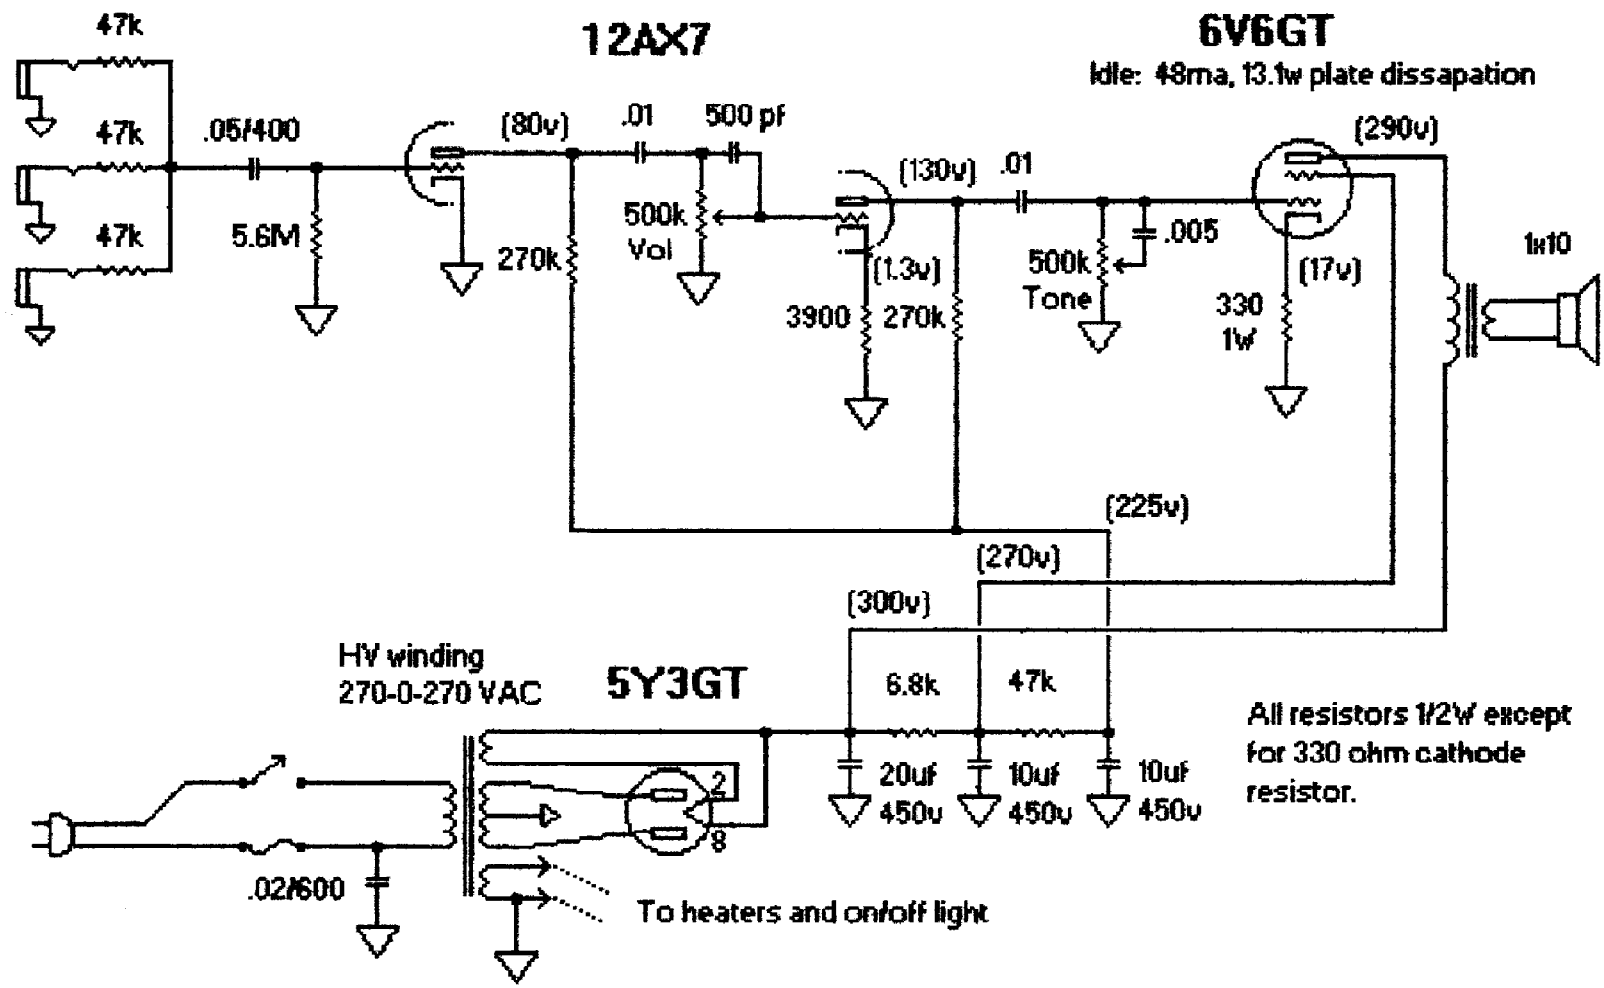 47k
12AX7
6V6GT
Idle: 48ma, 13.1w plate dissapation
47k
.05/400
(80v)
.01
500 pf
(290v)
47k
5.6M
270k
500k
Vol
(130v)
.01
(1.3v)
3900
270k
500k
Tone
.005
(17v)
330
1W
1x10
(225v)
(270v)
(300v)
HV winding
270-0-270 VAC
5Y3GT
6.8k
47k
All resistors 1/2W except
for 330 ohm cathode
resistor.
2
8
20uf
450v
10uf
450v
10uf
450v
.02/600
To heaters and on/off light